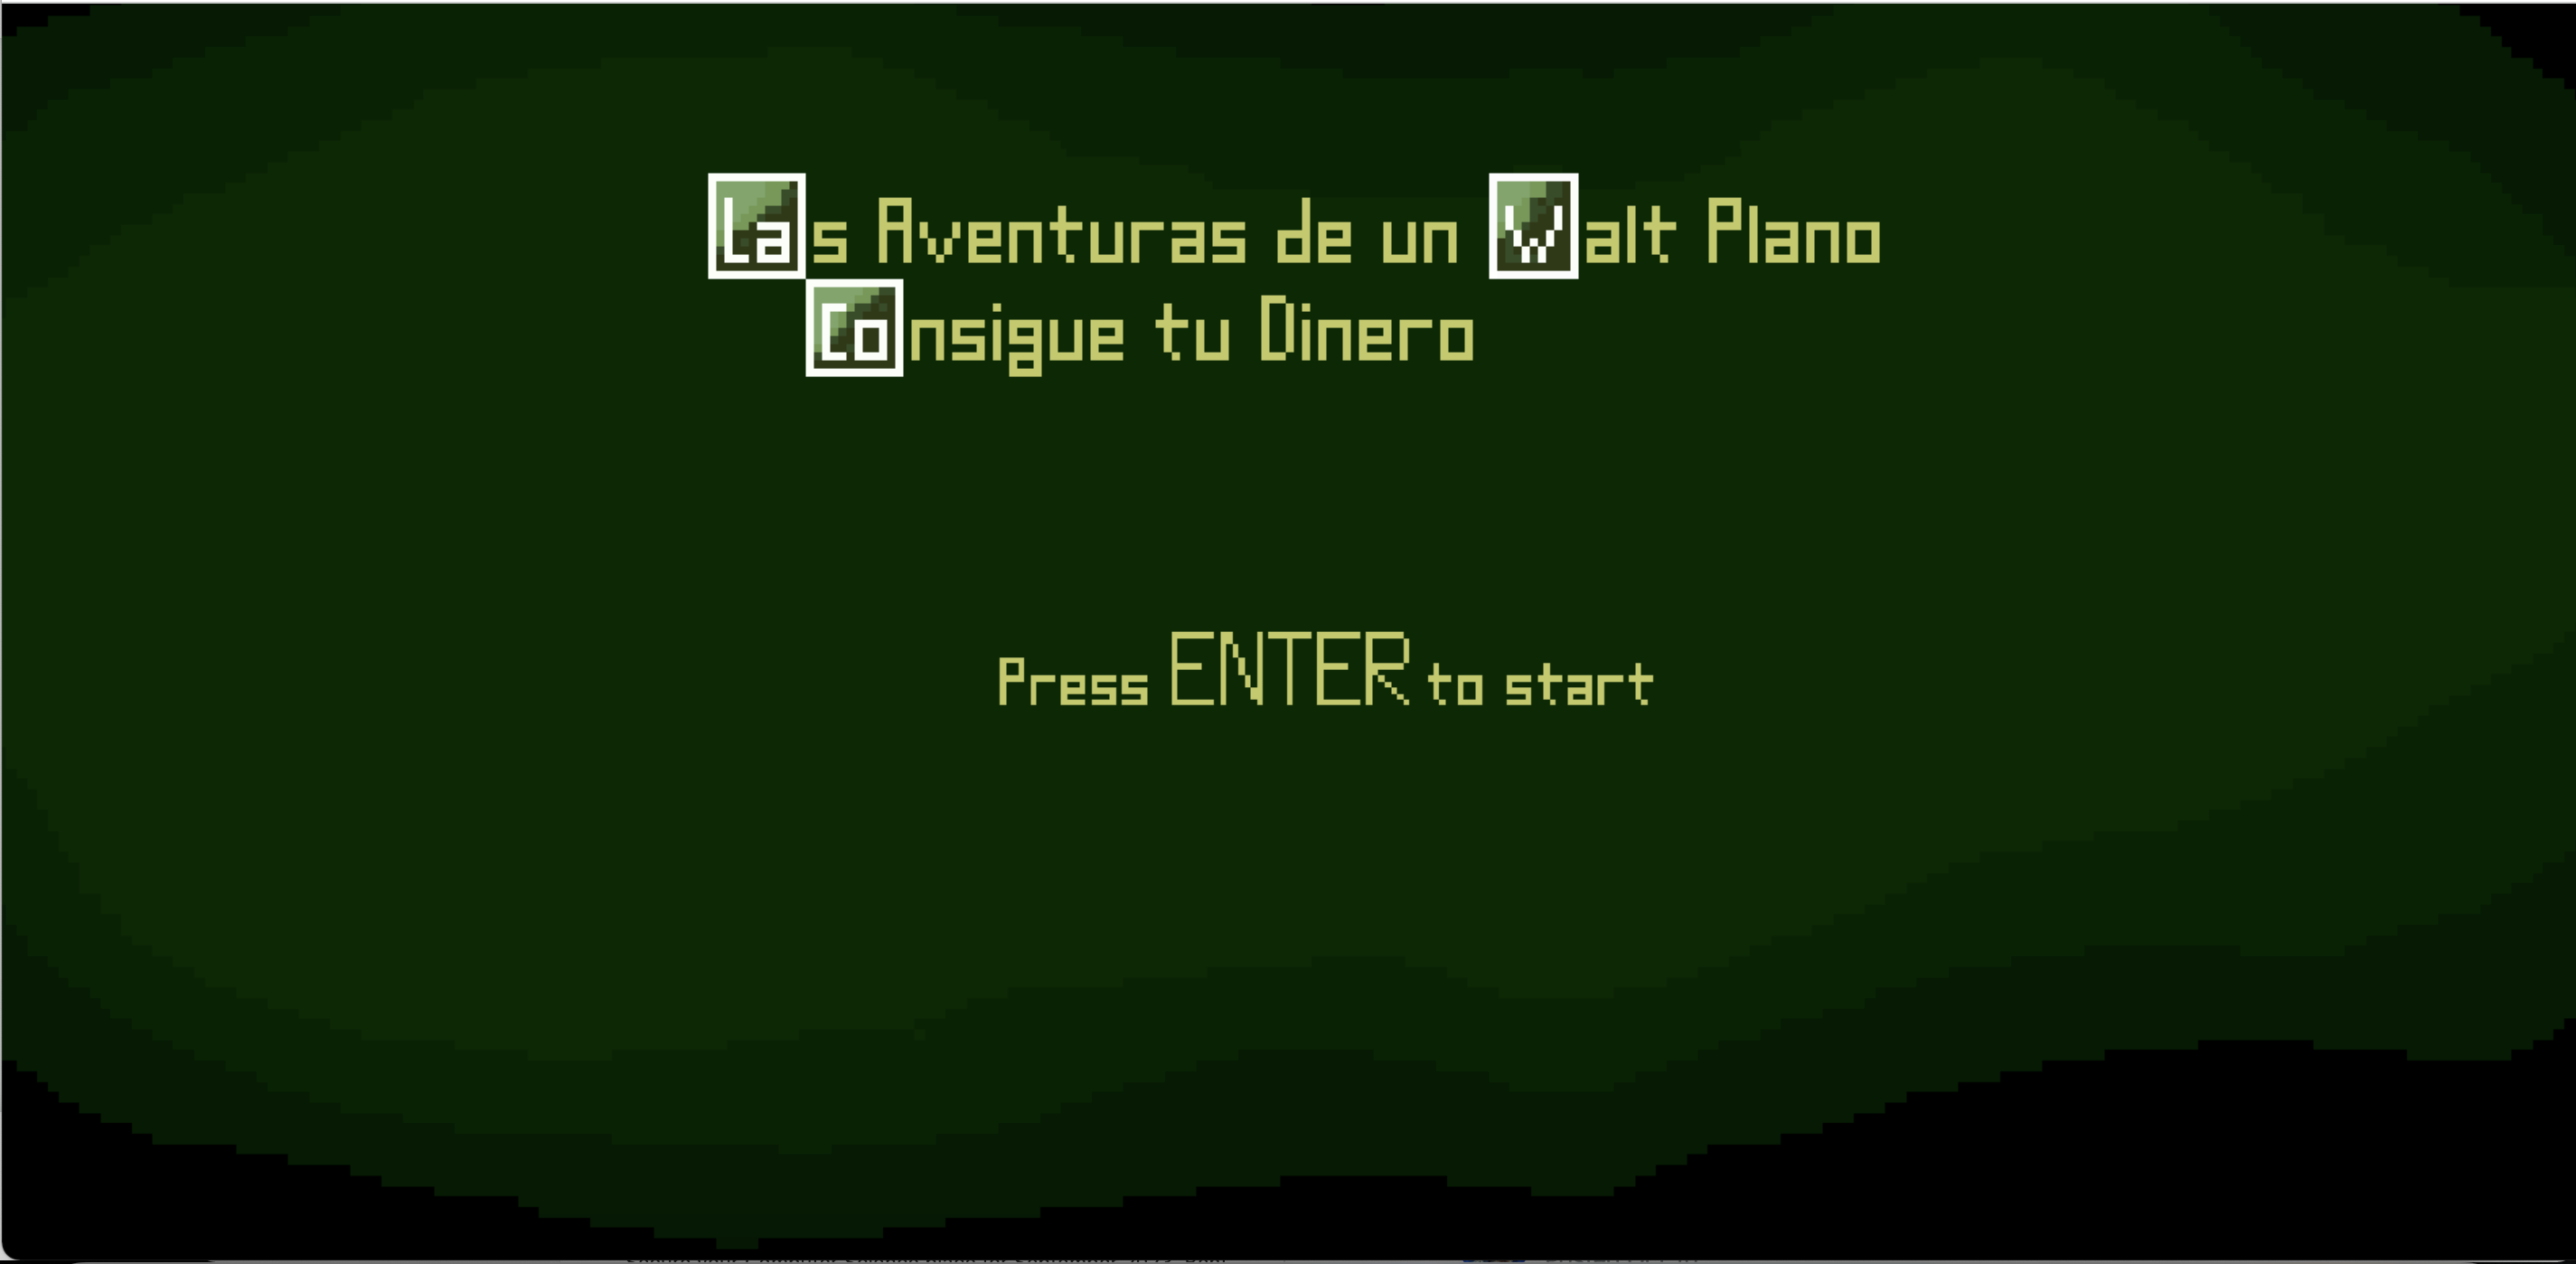 Las Aventuras de un Walt Plano
Consigue tu Dinero
Press ENTER to start